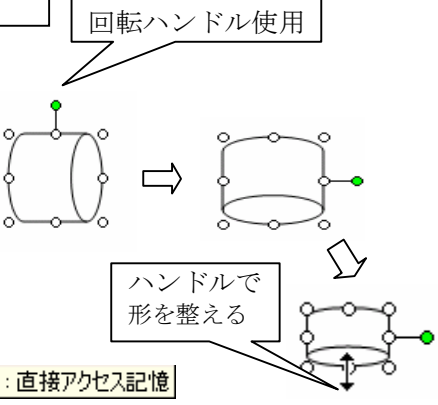 回転ハンドル使用
ハンドルで
形を整える
: 直接アクセス記憶